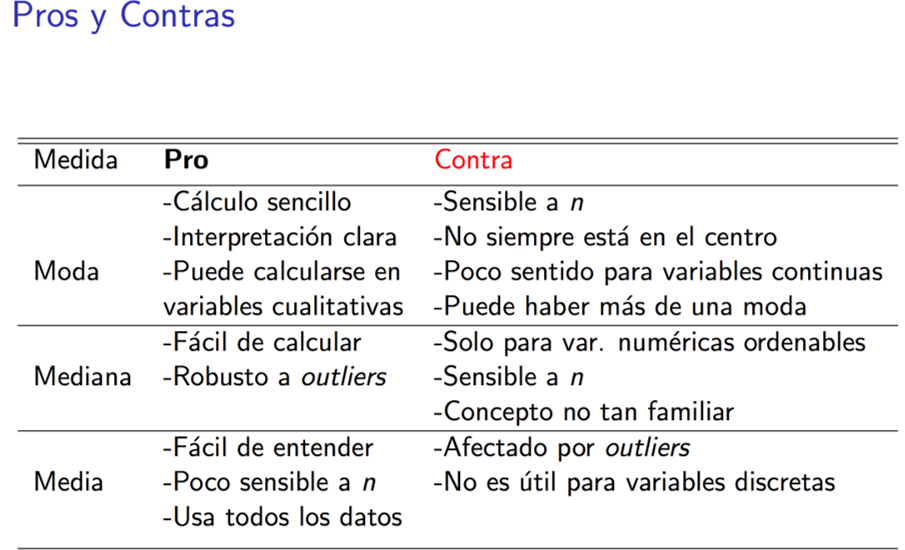 Pros y Contras
Medida Pro Contra
-Cálculo sencillo -Sensible a n
-Interpretación clara -No siempre está en el centro
Moda -Puede calcularse en -Poco sentido para variables continuas
variables cualitativas -Puede haber más de una moda
-Fácil de calcular -Solo para var. numéricas ordenables
Mediana -Robusto a outliers -Sensible a n
-Concepto no tan familiar
-Fácil de entender -Afectado por outliers
Media -Poco sensible a n -No es útil para variables discretas
-Usa todos los datos